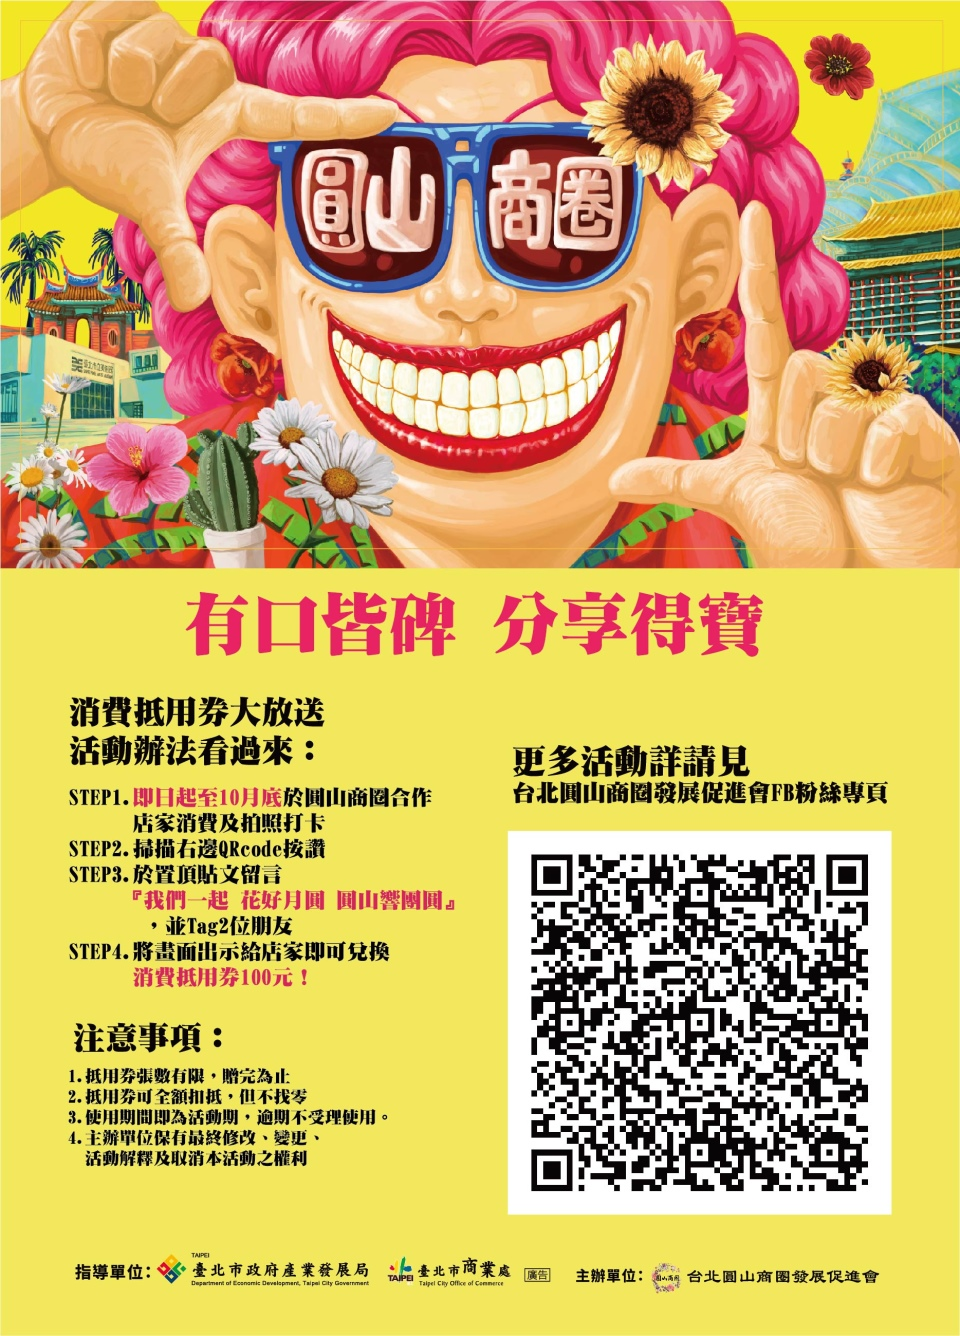 圓山 商圈
臺北市立美術館
有口皆碑 分享得寶
消費抵用券大放送
活動辦法看過來：
STEP1.即日起至10月底於圓山商圈合作
店家消費及拍照打卡
STEP2.掃描右邊QRcode按讚
STEP3.於置頂貼文留言
『我們一起 花好月圓 圓山響團圓』
，並Tag2位朋友
STEP4.將畫面出示給店家即可兌換
消費抵用券100元！
注意事項：
1.抵用券張數有限，贈完為止
2.抵用券可全額扣抵，但不找零
3.使用期間即為活動期，逾期不受理使用。
4.主辦單位保有最終修改、變更、
活動解釋及取消本活動之權利
更多活動詳請見
台北圓山商圈發展促進會FB粉絲專頁
指導單位：
TAIPEI
臺北市政府產業發展局
Department of Economic Development, Taipei City Government
TAIPEI
臺北市商業處
Taipei City Office of Commerce
廣告
主辦單位：
圓山商圈
台北圓山商圈發展促進會